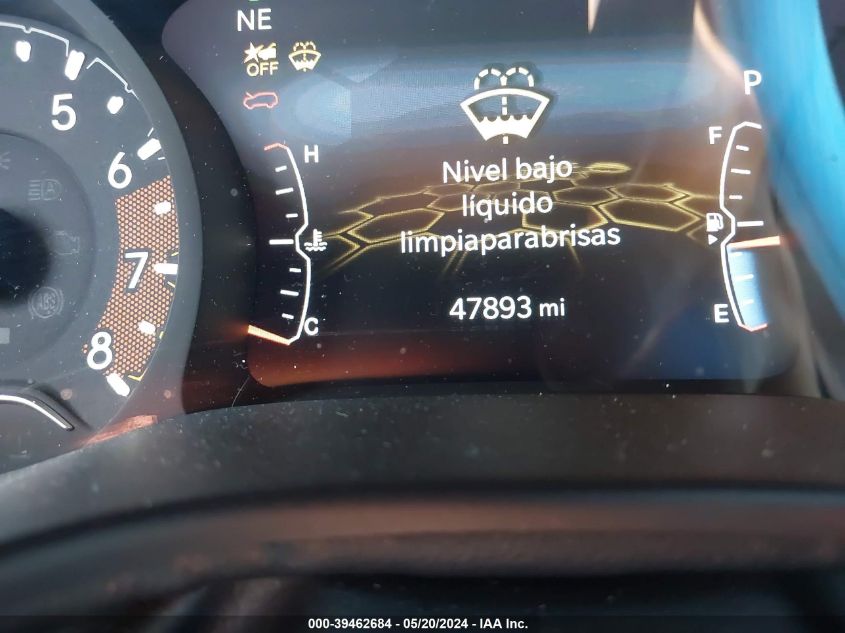 NE
OFF
P
5
6
7
8
H
C
F
E
Nivel bajo
líquido
limpiaparabrisas
47893 mi
ABS
000-39462684 - 05/20/2024 - IAA Inc.